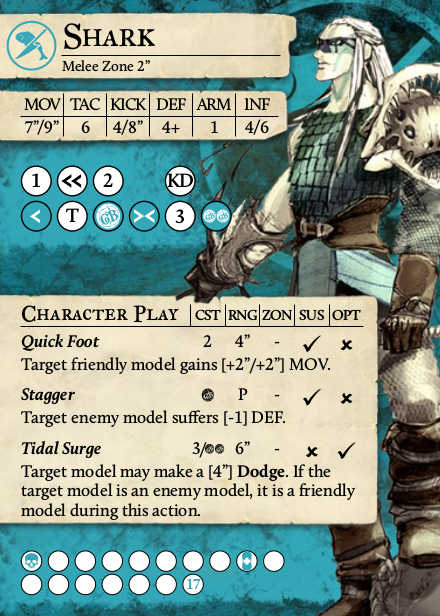 SHARK
Melee Zone 2”
MOV TAC KICK DEF ARM INF
7”/9” 6 4/8” 4+ 1 4/6
1 << 2 KD
< T GB >< 3
CHARACTER PLAY CST RNG ZON SUS OPT
Quick Foot 2 4” - ✓ ×
Target friendly model gains [+2”/+2”] MOV.
Stagger P - ✓ ×
Target enemy model suffers [-1] DEF.
Tidal Surge 3/ 6” - × ✓
Target model may make a [4”] Dodge. If the
target model is an enemy model, it is a friendly
model during this action.
17